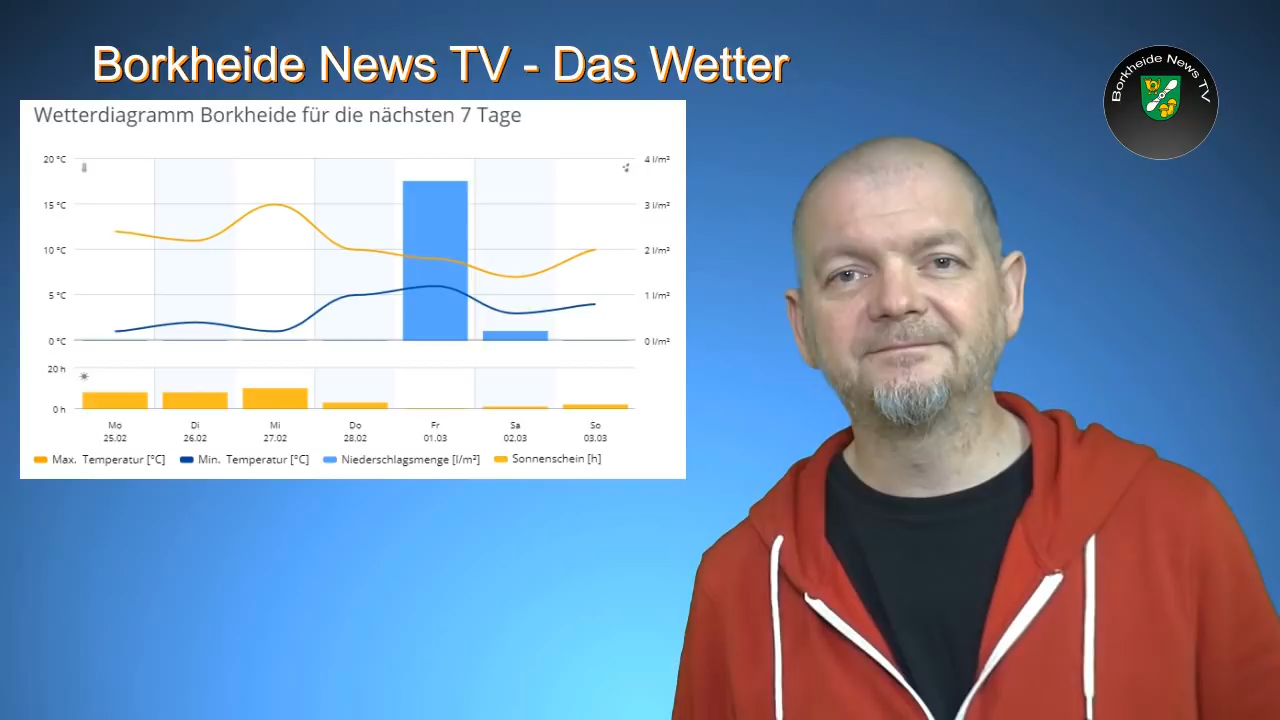 Borkheide News TV - Das Wetter
Borkheide News TV
Wetterdiagramm Borkheide für die nächsten 7 Tage
20 °C
4 l/m²
15 °C
3 l/m²
10 °C
2 l/m²
5 °C
1 l/m²
0 °C
0 l/m²
20 h
0 h
Mo Di Mi Do Fr Sa So
25.02 26.02 27.02 28.02 01.03 02.03 03.03
Max. Temperatur [°C] Min. Temperatur [°C] Niederschlagsmenge [l/m²] Sonnenschein [h]